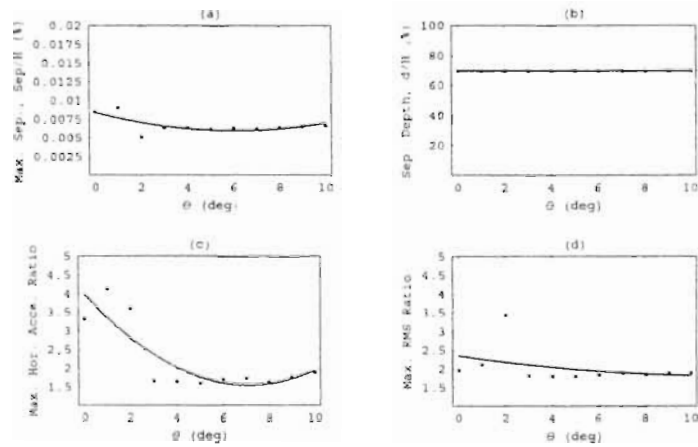 (a)
Max. Sep., Sep/H (%)
0.02
0.0175
0.015
0.0125
0.01
0.0075
0.005
0.0025
0 2 4 6 8 10
θ (deg)
(b)
Sep Depth, d/H (%)
100
80
60
40
20
0 2 4 6 8 10
θ (deg)
(c)
Max. Hor. Acce. Ratio
5
4.5
4
3.5
3
2.5
2
1.5
0 2 4 6 8 10
θ (deg)
(d)
Max. RMS Ratio
5
4.5
4
3.5
3
2.5
2
1.5
0 2 4 6 8 10
θ (deg)